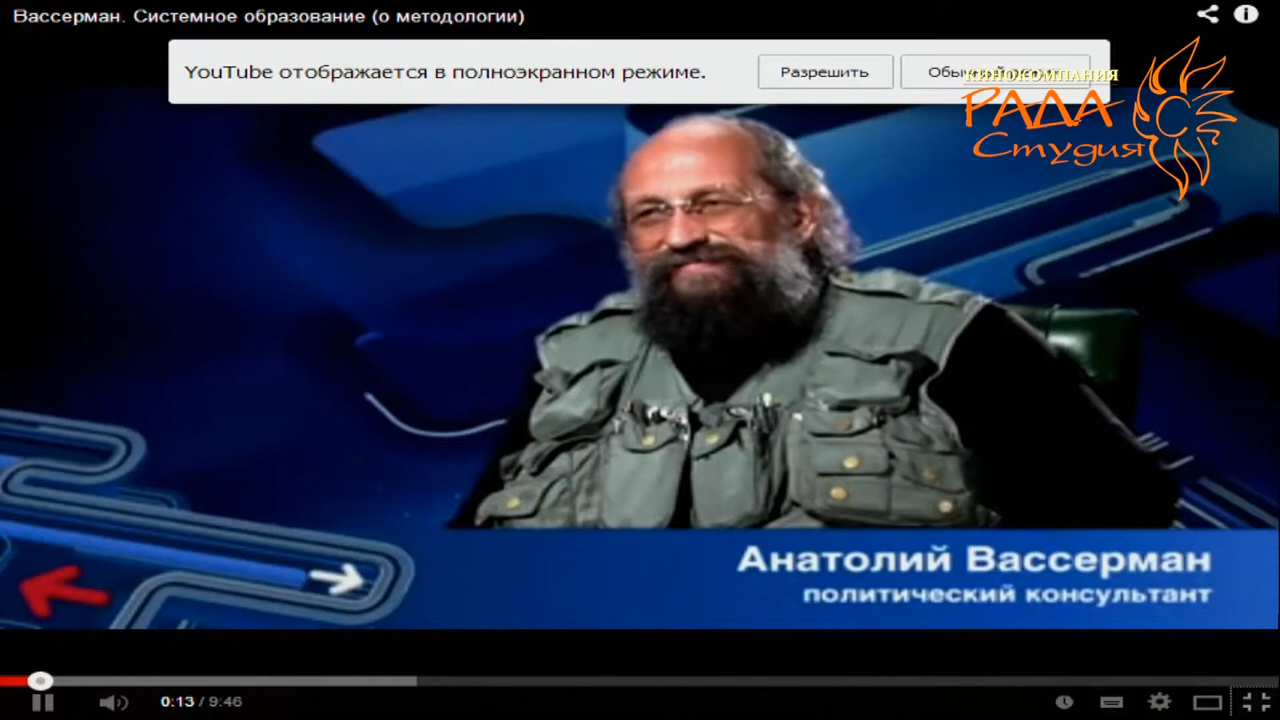 Вассерман. Системное образование (о методологии)
YouTube отображается в полноэкранном режиме.
Разрешить
КИНОКОМПАНИЯ
РАДА
Студия
Анатолий Вассерман
политический консультант
0:13 / 9:46